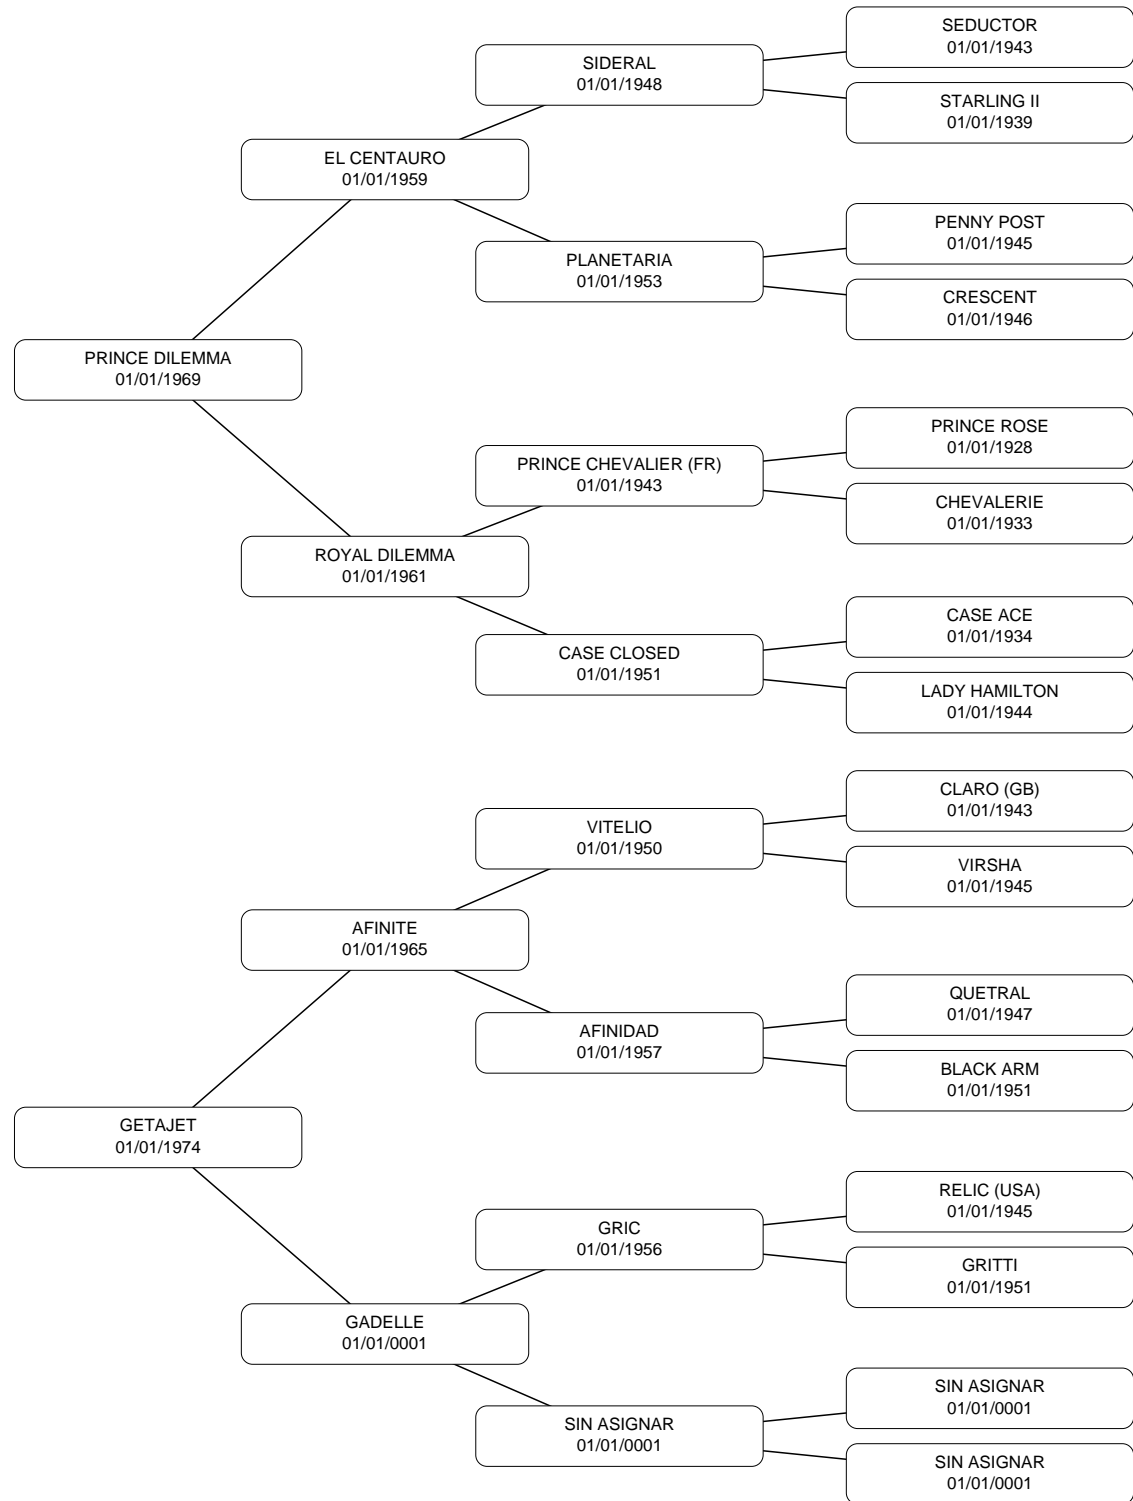 SEDUCTOR
01/01/1943
SIDERAL
01/01/1948
STARLING II
01/01/1939
EL CENTAURO
01/01/1959
PENNY POST
01/01/1945
PLANETARIA
01/01/1953
CRESCENT
01/01/1946
PRINCE DILEMMA
01/01/1969
PRINCE ROSE
01/01/1928
PRINCE CHEVALIER (FR)
01/01/1943
CHEVALERIE
01/01/1933
ROYAL DILEMMA
01/01/1961
CASE ACE
01/01/1934
CASE CLOSED
01/01/1951
LADY HAMILTON
01/01/1944
CLARO (GB)
01/01/1943
VITELIO
01/01/1950
VIRSHA
01/01/1945
AFINITE
01/01/1965
QUETRAL
01/01/1947
AFINIDAD
01/01/1957
BLACK ARM
01/01/1951
GETAJET
01/01/1974
RELIC (USA)
01/01/1945
GRIC
01/01/1956
GRITTI
01/01/1951
GADELLE
01/01/0001
SIN ASIGNAR
01/01/0001
SIN ASIGNAR
01/01/0001
SIN ASIGNAR
01/01/0001